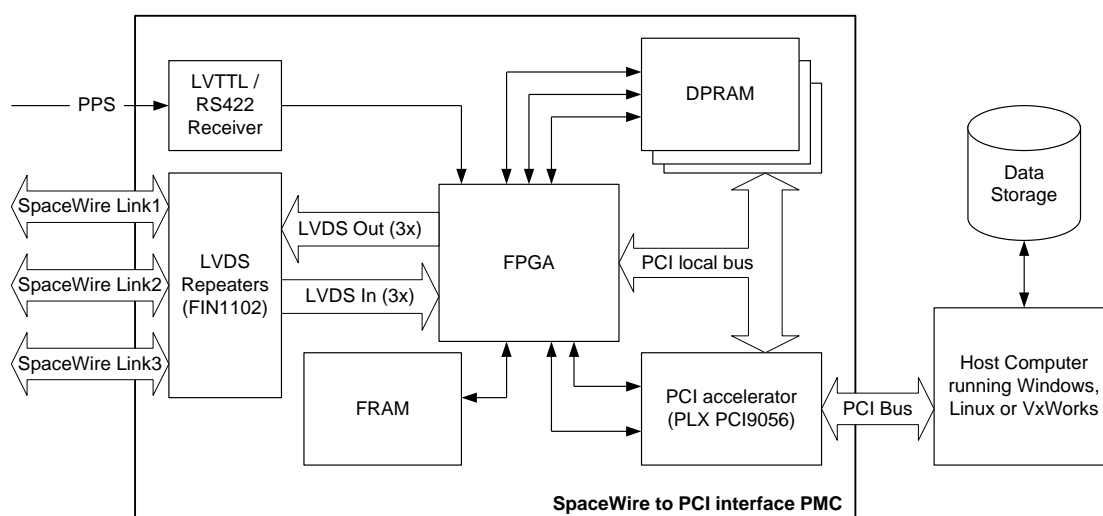 LVTTL /
RS422
Receiver
PPS
DPRAM
Data
Storage
SpaceWire Link1
SpaceWire Link2
SpaceWire Link3
LVDS
Repeaters
(FIN1102)
LVDS Out (3x)
LVDS In (3x)
FPGA
PCI local bus
FRAM
PCI accelerator
(PLX PCI9056)
PCI Bus
Host Computer
running Windows,
Linux or VxWorks
SpaceWire to PCI interface PMC